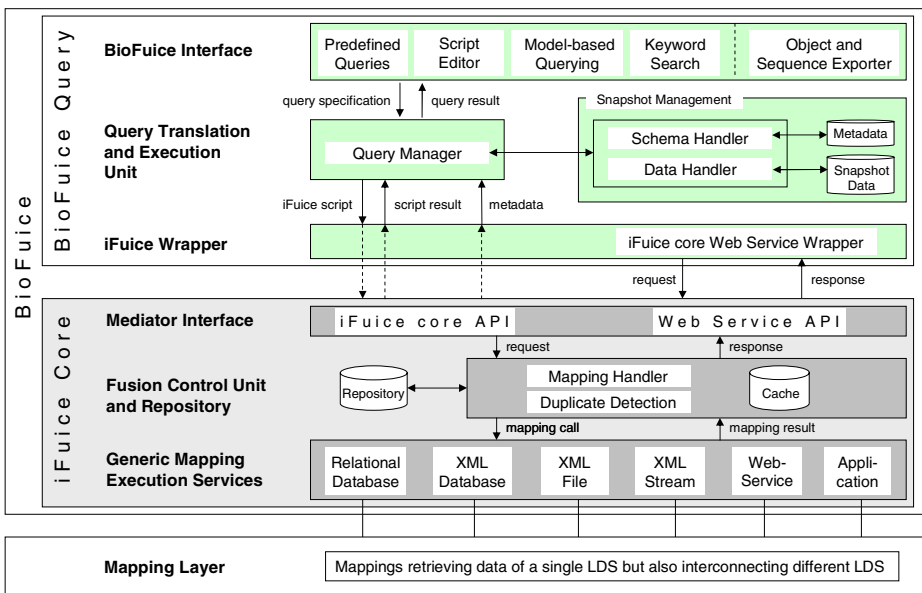 BioFuice
BioFuice Query
BioFuice Interface
Predefined
Queries
Script
Editor
Model-based
Querying
Keyword
Search
Object and
Sequence Exporter
query specification
query result
Snapshot Management
Query Translation
and Execution
Unit
Query Manager
Schema Handler
Data Handler
Metadata
Snapshot
Data
iFuice script
script result
metadata
iFuice Wrapper
iFuice core Web Service Wrapper
request
response
iFuice Core
Mediator Interface
iFuice core API
Web Service API
request
response
Fusion Control Unit
and Repository
Repository
Mapping Handler
Duplicate Detection
Cache
mapping call
mapping result
Generic Mapping
Execution Services
Relational
Database
XML
Database
XML
File
XML
Stream
Web-
Service
Appli-
cation
Mapping Layer
Mappings retrieving data of a single LDS but also interconnecting different LDS